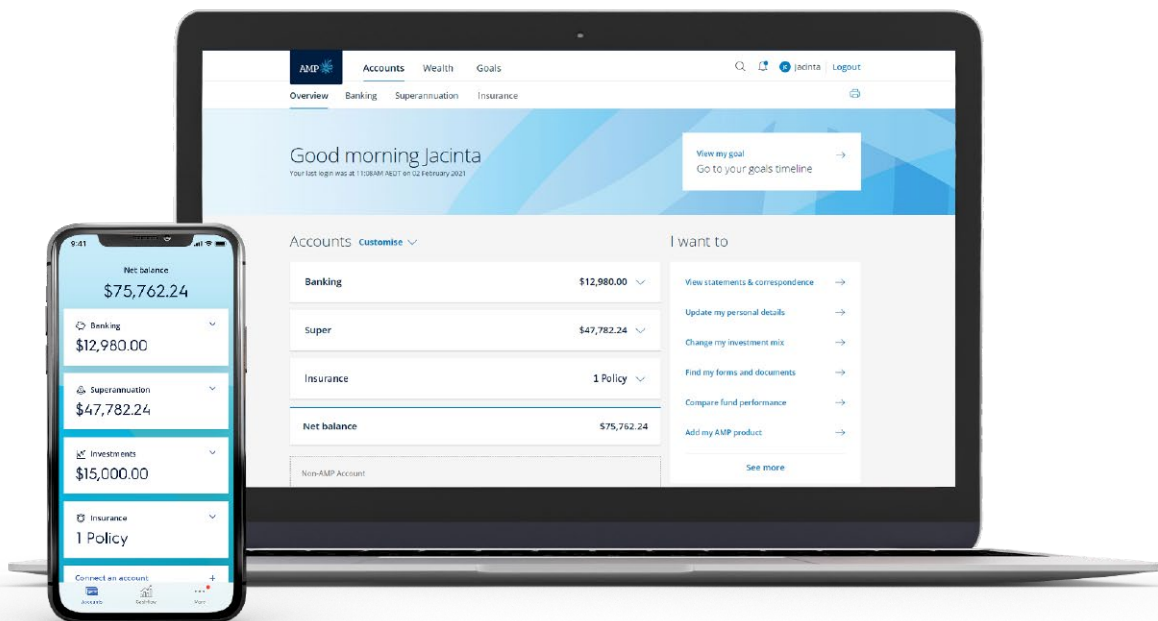 AMP
Accounts Wealth Goals
Jacinta Logout
Overview Banking Superannuation Insurance
Good morning Jacinta
Your last login was at 11:08AM AEDT on 02 February 2021
View my goal
Go to your goals timeline
Accounts Customise
Banking $12,980.00
Super $47,782.24
Insurance 1 Policy
Net balance $75,762.24
Non-AMP Account
I want to
View statements & correspondence
Update my personal details
Change my investment mix
Find my forms and documents
Compare fund performance
Add my AMP product
See more
9:41
Net balance
$75,762.24
Banking
$12,980.00
Superannuation
$47,782.24
Investments
$15,000.00
Insurance
1 Policy
Connect an account +
Accounts Cashflow More